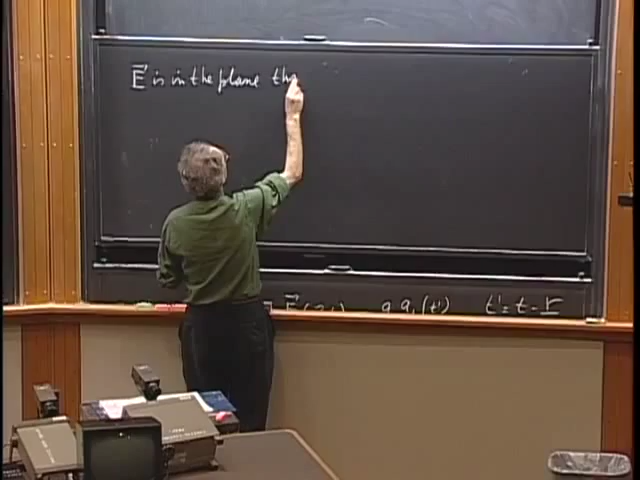 E⃗ is in the plane th
E⃗( q a⊥(t') t' = t - r